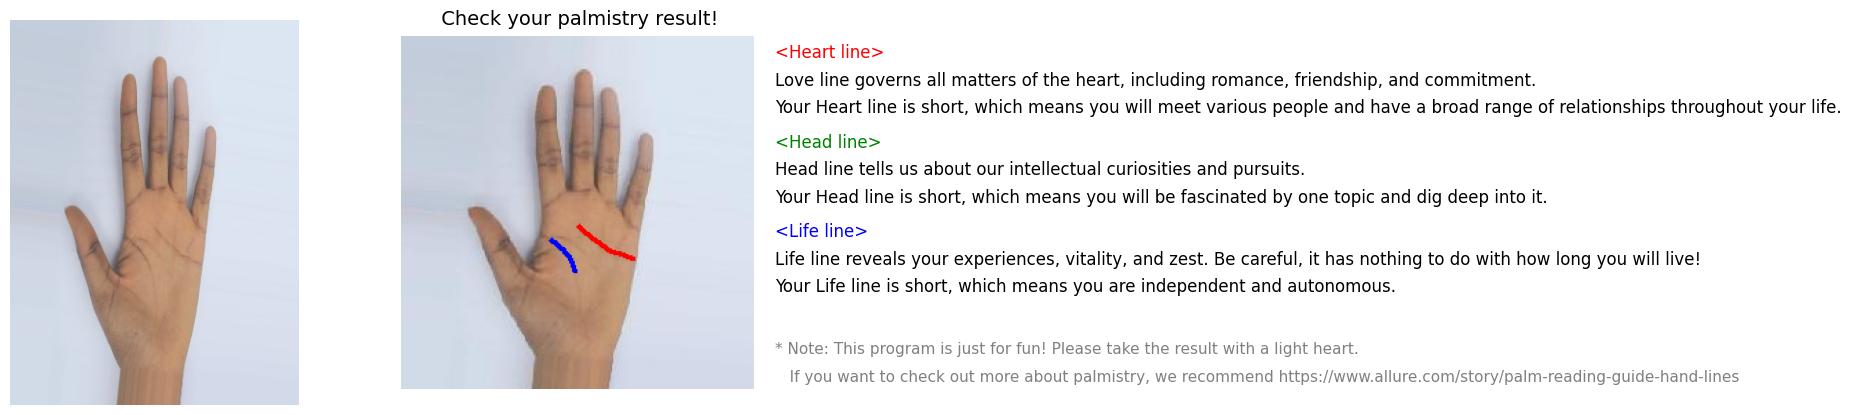 Check your palmistry result!
<Heart line>
Love line governs all matters of the heart, including romance, friendship, and commitment.
Your Heart line is short, which means you will meet various people and have a broad range of relationships throughout your life.
<Head line>
Head line tells us about our intellectual curiosities and pursuits.
Your Head line is short, which means you will be fascinated by one topic and dig deep into it.
<Life line>
Life line reveals your experiences, vitality, and zest. Be careful, it has nothing to do with how long you will live!
Your Life line is short, which means you are independent and autonomous.
* Note: This program is just for fun! Please take the result with a light heart.
If you want to check out more about palmistry, we recommend https://www.allure.com/story/palm-reading-guide-hand-lines